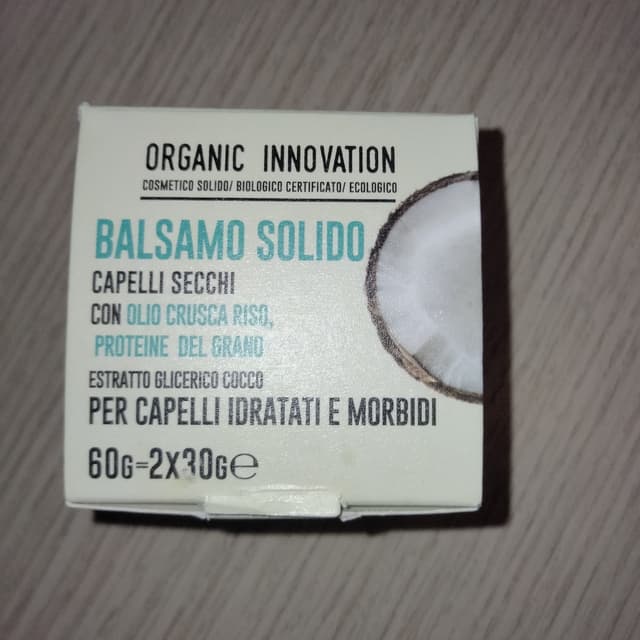 ORGANIC INNOVATION
COSMETICO SOLIDO/ BIOLOGICO CERTIFICATO/ ECOLOGICO
BALSAMO SOLIDO
CAPELLI SECCHI
CON OLIO CRUSCA RISO,
PROTEINE DEL GRANO
ESTRATTO GLICERICO COCCO
PER CAPELLI IDRATATI E MORBIDI
60G=2X30G℮